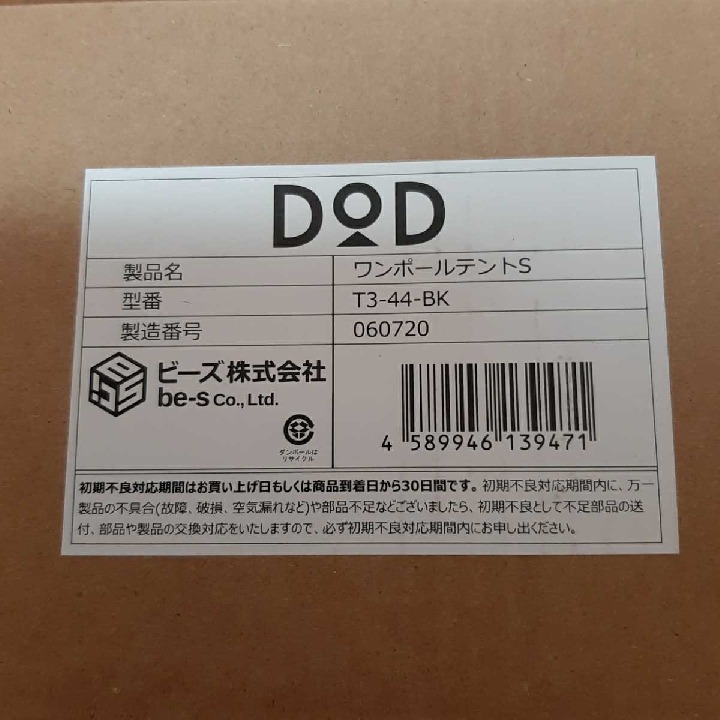 DOD
製品名 ワンポールテントS
型番 T3-44-BK
製造番号 060720
ビーズ株式会社
be-s Co., Ltd.
ダンボールは
リサイクル
4 589946 139471
初期不良対応期間はお買い上げ日もしくは商品到着日から30日間です。初期不良対応期間内に、万一
製品の不具合(故障、破損、空気漏れなど)や部品不足などございましたら、初期不良として不足部品の送
付、部品や製品の交換対応をいたしますので、必ず初期不良対応期間内にお申し出ください。